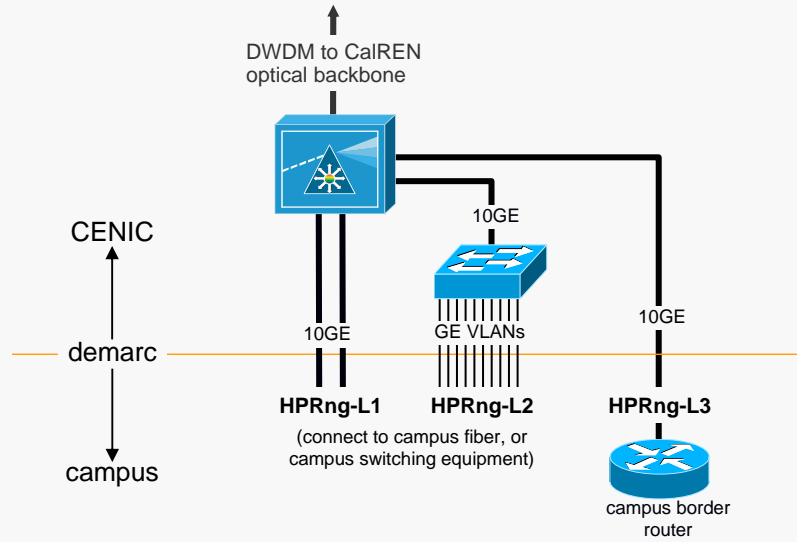 DWDM to CalREN
optical backbone
10GE
CENIC
10GE
GE VLANs
10GE
demarc
HPRng-L1
HPRng-L2
HPRng-L3
(connect to campus fiber, or
campus switching equipment)
campus
campus border
router